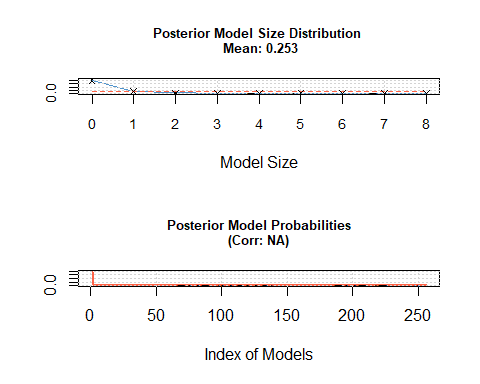 Posterior Model Size Distribution
Mean: 0.253
0.0
0 1 2 3 4 5 6 7 8
Model Size
Posterior Model Probabilities
(Corr: NA)
0.0
0 50 100 150 200 250
Index of Models